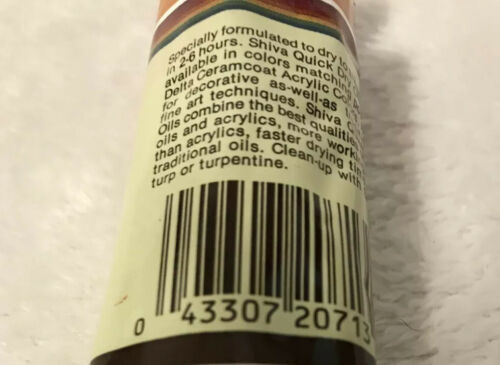 Specially formulated to dry to
in 2-6 hours. Shiva Quick Dry
available in colors matching
Delta Ceramcoat Acrylic
for decorative as-well-as
fine art techniques. Shiva
Oils combine the best qualities
oils and acrylics, more
than acrylics, faster drying
traditional oils. Clean-up with
turp or turpentine.
0 43307 20713